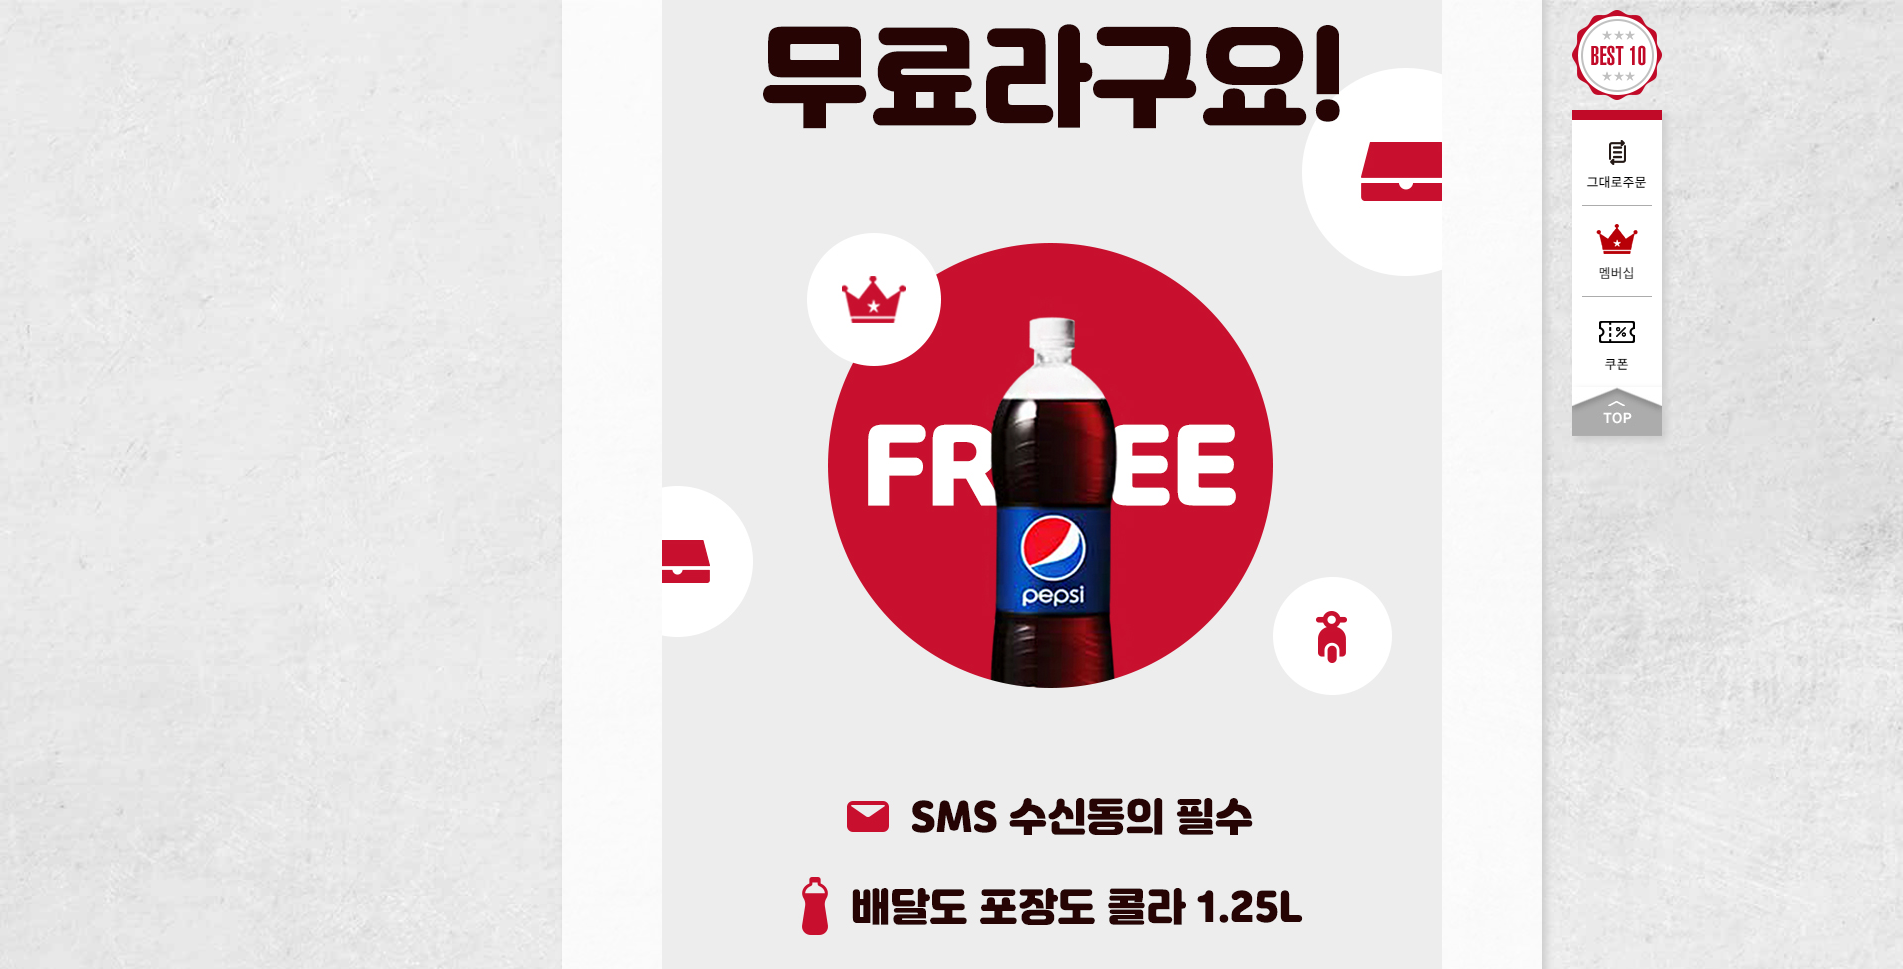 무료라구요!
FREE
pepsi
SMS 수신동의 필수
배달도 포장도 콜라 1.25L
BEST 10
그대로주문
멤버십
쿠폰
TOP